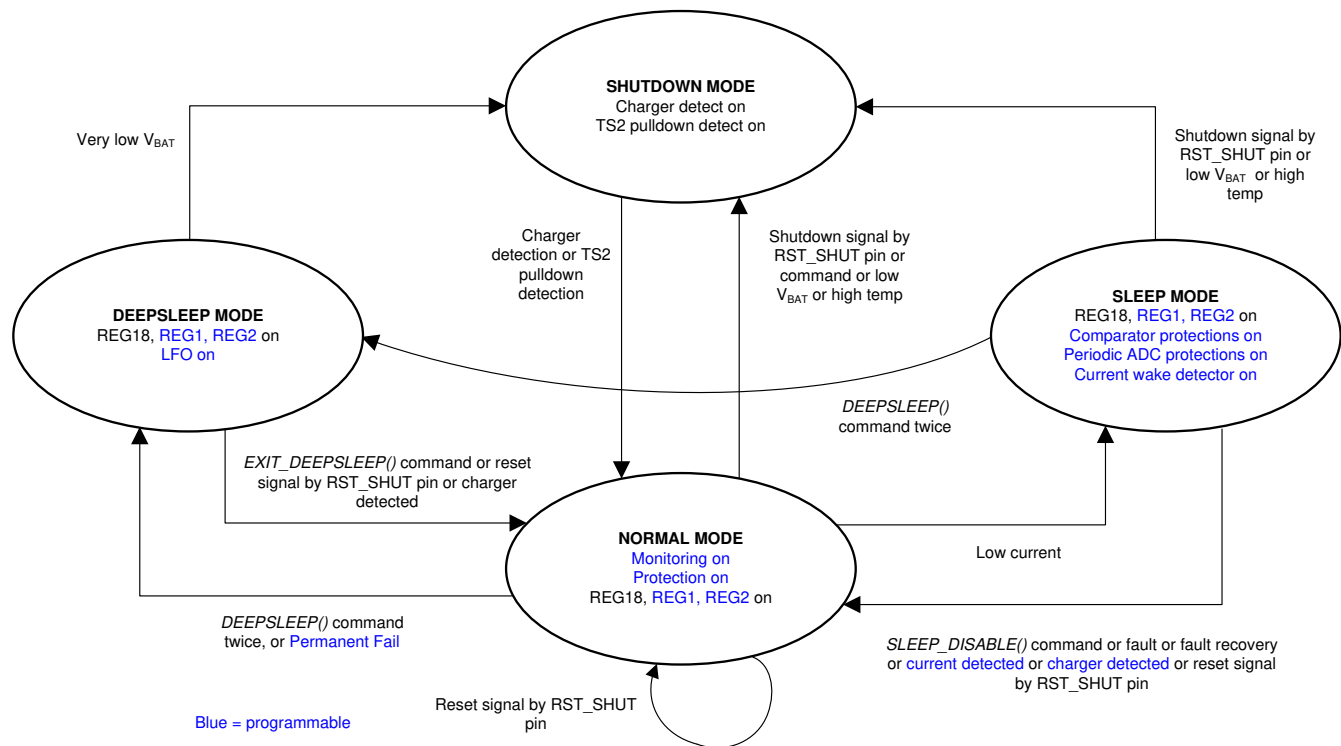 SHUTDOWN MODE
Charger detect on
TS2 pulldown detect on
Very low VBAT
Shutdown signal by
RST_SHUT pin or
low VBAT or high
temp
Charger
detection or TS2
pulldown
detection
Shutdown signal by
RST_SHUT pin or
command or low
VBAT or high temp
DEEPSLEEP MODE
REG18, REG1, REG2 on
LFO on
SLEEP MODE
REG18, REG1, REG2 on
Comparator protections on
Periodic ADC protections on
Current wake detector on
DEEPSLEEP()
command twice
EXIT_DEEPSLEEP() command or reset
signal by RST_SHUT pin or charger
detected
NORMAL MODE
Monitoring on
Protection on
REG18, REG1, REG2 on
Low current
DEEPSLEEP() command
twice, or Permanent Fail
SLEEP_DISABLE() command or fault or fault recovery
or current detected or charger detected or reset signal
by RST_SHUT pin
Reset signal by RST_SHUT
pin
Blue = programmable